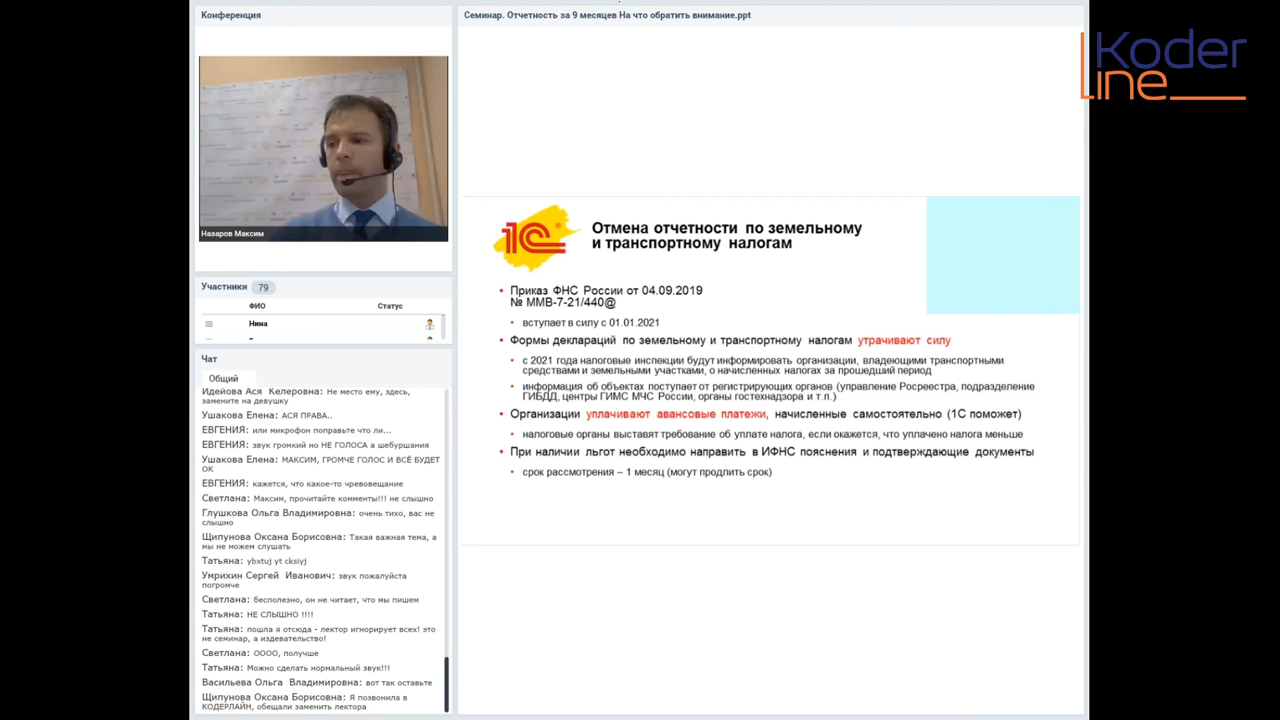 Конференция
Назаров Максим
Участники 79
ФИО Статус
Нина
Чат
Общий
Идейова Ася Келеровна: Не место ему, здесь,
замените на девушку
Ушакова Елена: АСЯ ПРАВА..
ЕВГЕНИЯ: или микрофон поправьте что ли...
ЕВГЕНИЯ: звук громкий но НЕ ГОЛОСА а шебуршания
Ушакова Елена: МАКСИМ, ГРОМЧЕ ГОЛОС И ВСЁ БУДЕТ
ОК
ЕВГЕНИЯ: кажется, что какое-то чревовещание
Светлана: Максим, прочитайте комменты!!! не слышно
Глушкова Ольга Владимировна: очень тихо, вас не
слышно
Щипунова Оксана Борисовна: Такая важная тема, а
мы не можем слушать
Татьяна: ybxtuj yt cksiyj
Умрихин Сергей Иванович: звук пожалуйста
погромче
Светлана: бесполезно, он не читает, что мы пишем
Татьяна: НЕ СЛЫШНО !!!!
Татьяна: пошла я отсюда - лектор игнорирует всех! это
не семинар, а издевательство!
Светлана: ОООО, получше
Татьяна: Можно сделать нормальный звук!!!
Васильева Ольга Владимировна: вот так оставьте
Щипунова Оксана Борисовна: Я позвонила в
КОДЕРЛАЙН, обещали заменить лектора
Семинар. Отчетность за 9 месяцев На что обратить внимание.ppt
1С
Отмена отчетности по земельному
и транспортному налогам
• Приказ ФНС России от 04.09.2019
№ ММВ-7-21/440@
• вступает в силу с 01.01.2021
• Формы деклараций по земельному и транспортному налогам утрачивают силу
• с 2021 года налоговые инспекции будут информировать организации, владеющими транспортными
средствами и земельными участками, о начисленных налогах за прошедший период
• информация об объектах поступает от регистрирующих органов (управление Росреестра, подразделение
ГИБДД, центры ГИМС МЧС России, органы гостехнадзора и т.п.)
• Организации уплачивают авансовые платежи, начисленные самостоятельно (1С поможет)
• налоговые органы выставят требование об уплате налога, если окажется, что уплачено налога меньше
• При наличии льгот необходимо направить в ИФНС пояснения и подтверждающие документы
• срок рассмотрения – 1 месяц (могут продлить срок)
Koder
Line